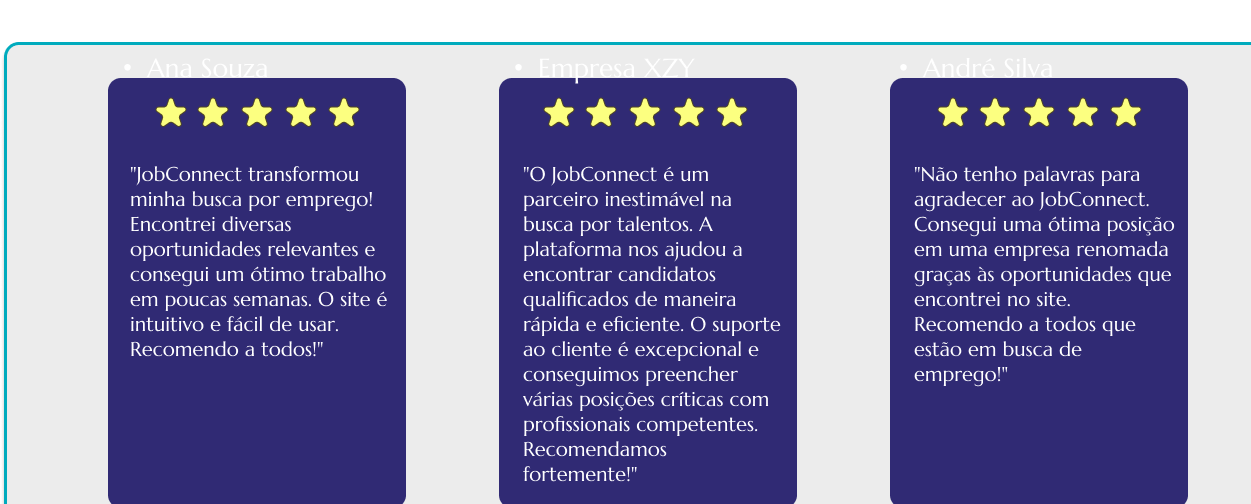 • Ana Souza
"JobConnect transformou
minha busca por emprego!
Encontrei diversas
oportunidades relevantes e
consegui um ótimo trabalho
em poucas semanas. O site é
intuitivo e fácil de usar.
Recomendo a todos!"
• Empresa XZY
"O JobConnect é um
parceiro inestimável na
busca por talentos. A
plataforma nos ajudou a
encontrar candidatos
qualificados de maneira
rápida e eficiente. O suporte
ao cliente é excepcional e
conseguimos preencher
várias posições críticas com
profissionais competentes.
Recomendamos
fortemente!"
• André Silva
"Não tenho palavras para
agradecer ao JobConnect.
Consegui uma ótima posição
em uma empresa renomada
graças às oportunidades que
encontrei no site.
Recomendo a todos que
estão em busca de
emprego!"